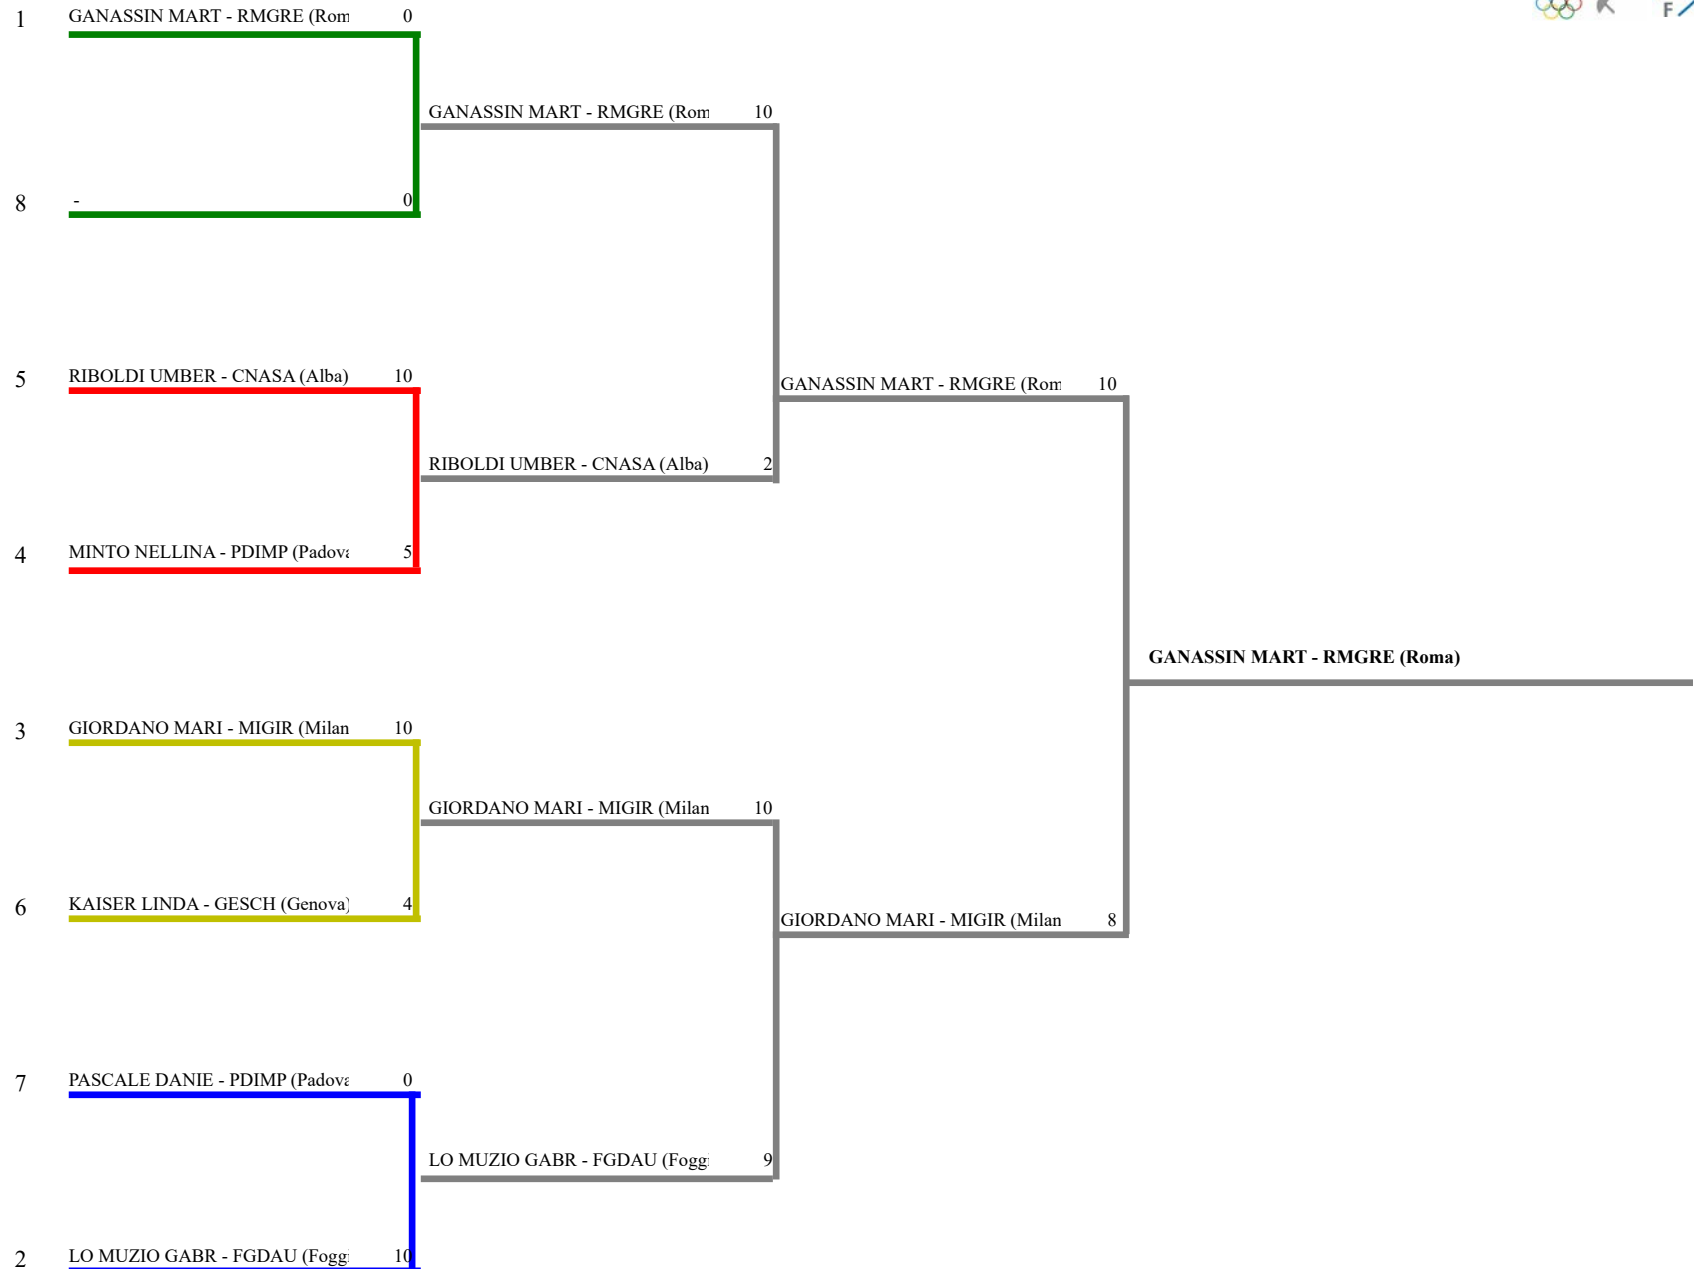 1 GANASSIN MART - RMGRE (Rom 0
GANASSIN MART - RMGRE (Rom 10
8 - 0
5 RIBOLDI UMBER - CNASA (Alba) 10
GANASSIN MART - RMGRE (Rom 10
RIBOLDI UMBER - CNASA (Alba) 2
4 MINTO NELLINA - PDIMP (Padova 5
GANASSIN MART - RMGRE (Roma)
3 GIORDANO MARI - MIGIR (Milan 10
GIORDANO MARI - MIGIR (Milan 10
6 KAISER LINDA - GESCH (Genova) 4
GIORDANO MARI - MIGIR (Milan 8
7 PASCALE DANIE - PDIMP (Padova 0
LO MUZIO GABR - FGDAU (Foggi 9
2 LO MUZIO GABR - FGDAU (Foggi 10
F